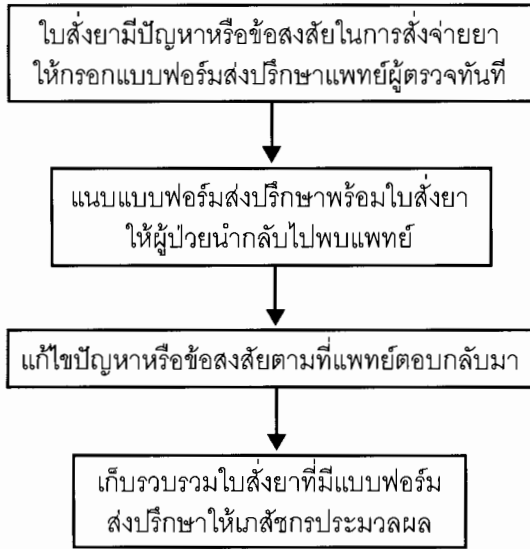 ใบสั่งยามีปัญหาหรือข้อสงสัยในการสั่งจ่ายยา
ให้กรอกแบบฟอร์มส่งปรึกษาแพทย์ผู้ตรวจทันที
แนบแบบฟอร์มส่งปรึกษาพร้อมใบสั่งยา
ให้ผู้ป่วยนำกลับไปพบแพทย์
แก้ไขปัญหาหรือข้อสงสัยตามที่แพทย์ตอบกลับมา
เก็บรวบรวมใบสั่งยาที่มีแบบฟอร์ม
ส่งปรึกษาให้เภสัชกรประมวลผล